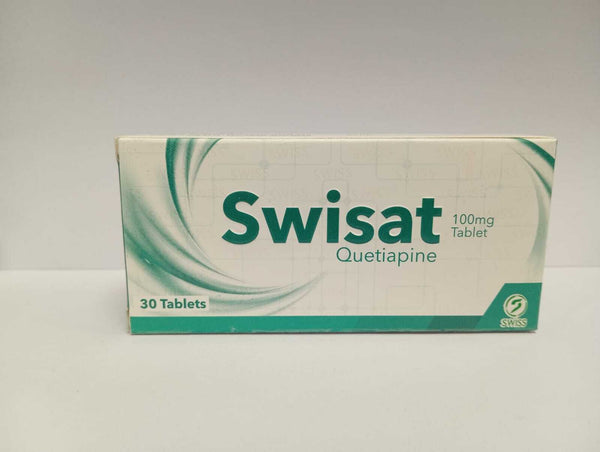 Swisat
100mg
Tablet
Quetiapine
30 Tablets
SWISS